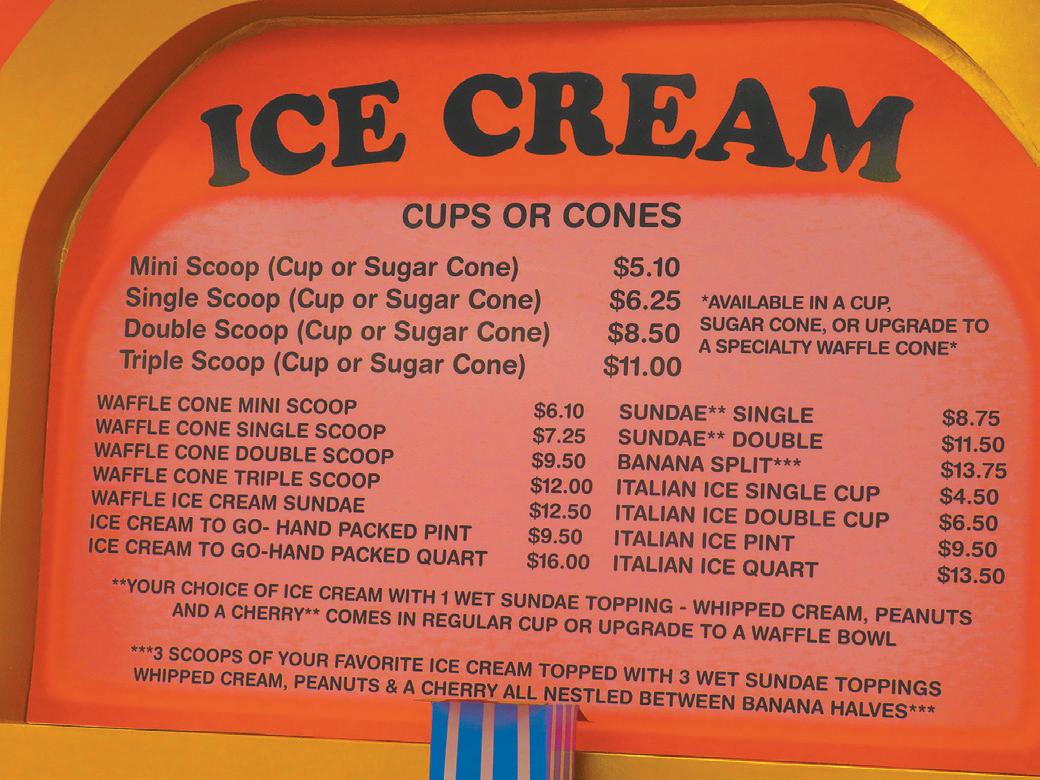 ICE CREAM
CUPS OR CONES
Mini Scoop (Cup or Sugar Cone) $5.10
Single Scoop (Cup or Sugar Cone) $6.25
Double Scoop (Cup or Sugar Cone) $8.50
Triple Scoop (Cup or Sugar Cone) $11.00
*AVAILABLE IN A CUP,
SUGAR CONE, OR UPGRADE TO
A SPECIALTY WAFFLE CONE*
WAFFLE CONE MINI SCOOP $6.10
WAFFLE CONE SINGLE SCOOP $7.25
WAFFLE CONE DOUBLE SCOOP $9.50
WAFFLE CONE TRIPLE SCOOP $12.00
WAFFLE ICE CREAM SUNDAE $12.50
ICE CREAM TO GO- HAND PACKED PINT $9.50
ICE CREAM TO GO-HAND PACKED QUART $16.00
SUNDAE** SINGLE $8.75
SUNDAE** DOUBLE $11.50
BANANA SPLIT*** $13.75
ITALIAN ICE SINGLE CUP $4.50
ITALIAN ICE DOUBLE CUP $6.50
ITALIAN ICE PINT $9.50
ITALIAN ICE QUART $13.50
**YOUR CHOICE OF ICE CREAM WITH 1 WET SUNDAE TOPPING - WHIPPED CREAM, PEANUTS
AND A CHERRY** COMES IN REGULAR CUP OR UPGRADE TO A WAFFLE BOWL
***3 SCOOPS OF YOUR FAVORITE ICE CREAM TOPPED WITH 3 WET SUNDAE TOPPINGS
WHIPPED CREAM, PEANUTS & A CHERRY ALL NESTLED BETWEEN BANANA HALVES***